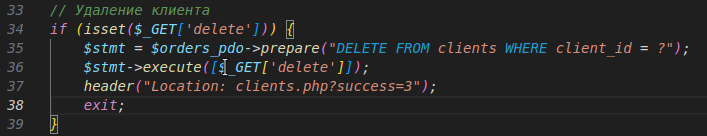 33 // Удаление клиента
34 if (isset($_GET['delete'])) {
35 $stmt = $orders_pdo->prepare("DELETE FROM clients WHERE client_id = ?");
36 $stmt->execute([$_GET['delete']]);
37 header("Location: clients.php?success=3");
38 exit;
39 }